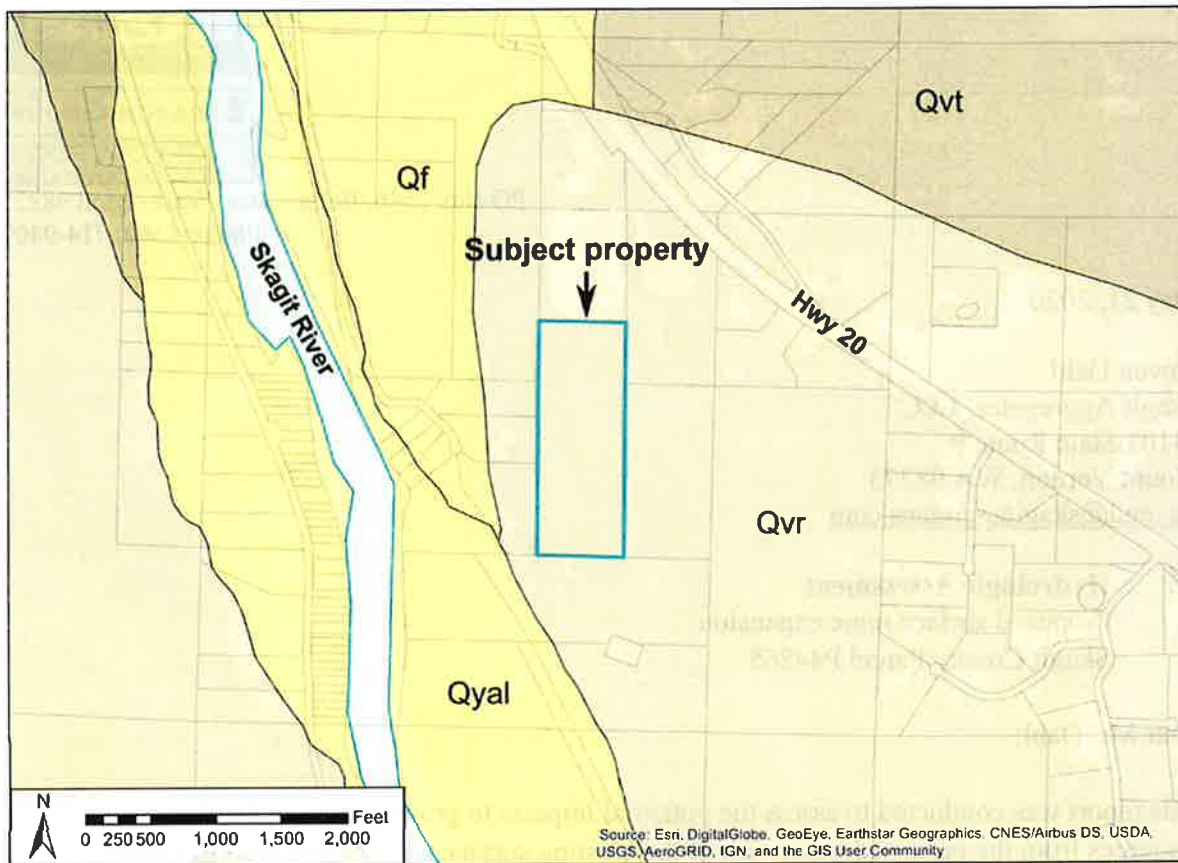 Qvt
Qf
Subject property
Skagit River
Hwy 20
Qvr
Qyal
N
Feet
0 250 500 1,000 1,500 2,000
Source: Esri, DigitalGlobe, GeoEye, Earthstar Geographics, CNES/Airbus DS, USDA,
USGS, AeroGRID, IGN, and the GIS User Community